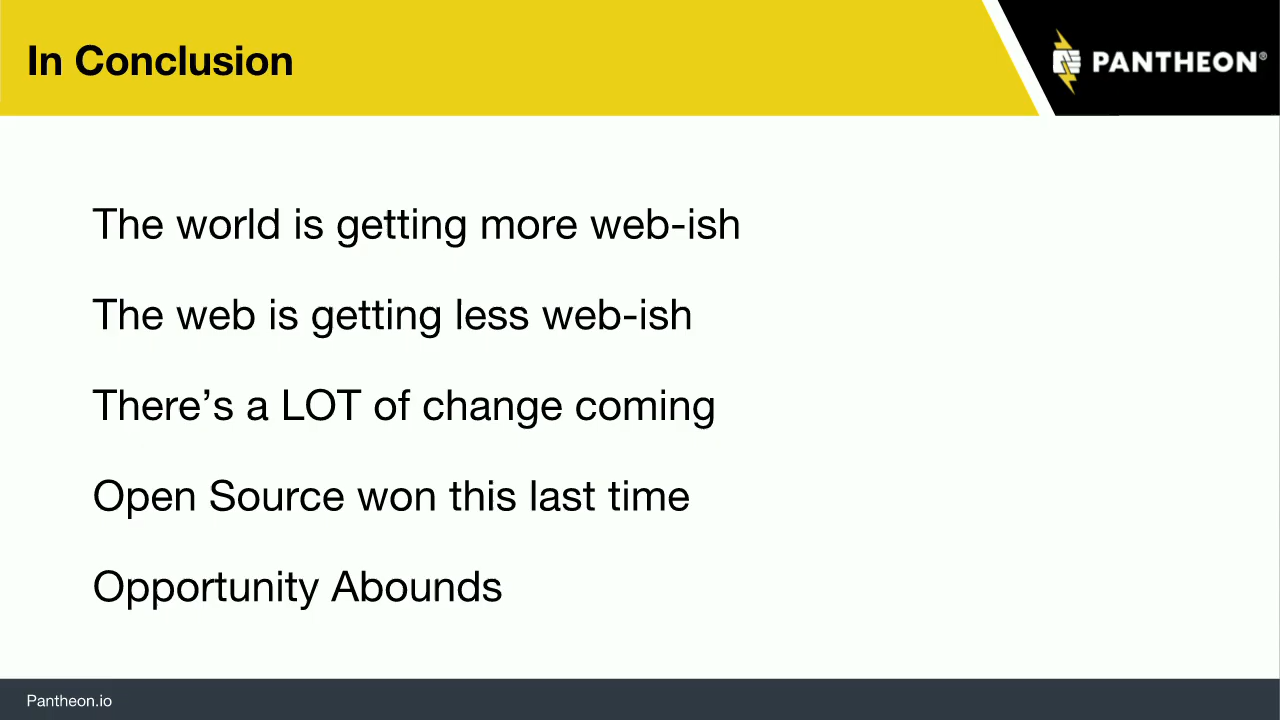 In Conclusion
PANTHEON®
The world is getting more web-ish
The web is getting less web-ish
There’s a LOT of change coming
Open Source won this last time
Opportunity Abounds
Pantheon.io